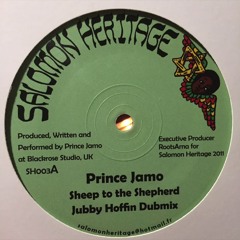 SALOMON HERITAGE
Produced, Written and
Performed by Prince Jamo
at Blackrose Studio, UK
SH003A
Executive Producer
RootsArno for
Salomon Heritage 2011
Prince Jamo
Sheep to the Shepherd
Jubby Hoffin Dubmix
salomonheritage@hotmail.fr